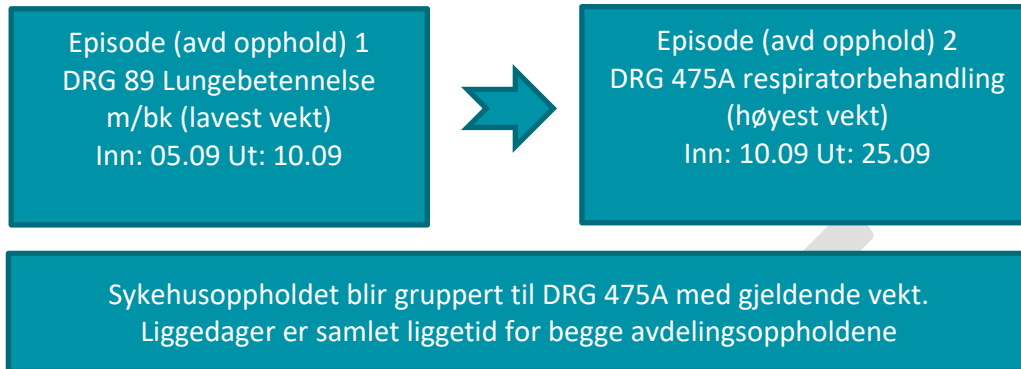 Episode (avd opphold) 1
DRG 89 Lungebetennelse
m/bk (lavest vekt)
Inn: 05.09 Ut: 10.09
Episode (avd opphold) 2
DRG 475A respiratorbehandling
(høyest vekt)
Inn: 10.09 Ut: 25.09
Sykehusoppholdet blir gruppert til DRG 475A med gjeldende vekt.
Liggedager er samlet liggetid for begge avdelingsoppholdene